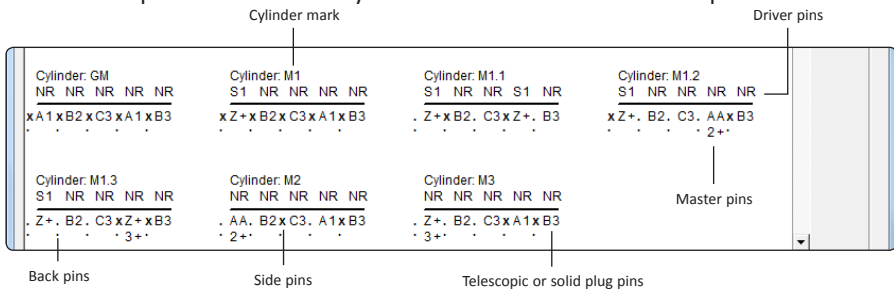 Cylinder mark
Driver pins
Cylinder: GM
NR NR NR NR NR
xA1xB2xC3xA1xB3
. . . . .
Cylinder: M1
S1 NR NR NR NR
xZ+xB2xC3xA1xB3
. . . . .
Cylinder: M1.1
S1 NR NR S1 NR
. Z+xB2. C3xZ+. B3
. . . . .
Cylinder: M1.2
S1 NR NR NR NR
xZ+. B2. C3. AAxB3
. . . . 2+.
Master pins
Cylinder: M1.3
S1 NR NR NR NR
. Z+. B2. C3xZ+xB3
. . . . 3+.
Cylinder: M2
NR NR NR NR NR
. AA. B2xC3. A1xB3
. 2+. . . .
Cylinder: M3
NR NR NR NR NR
. Z+. B2. C3xA1xB3
. 3+. . . .
Back pins
Side pins
Telescopic or solid plug pins